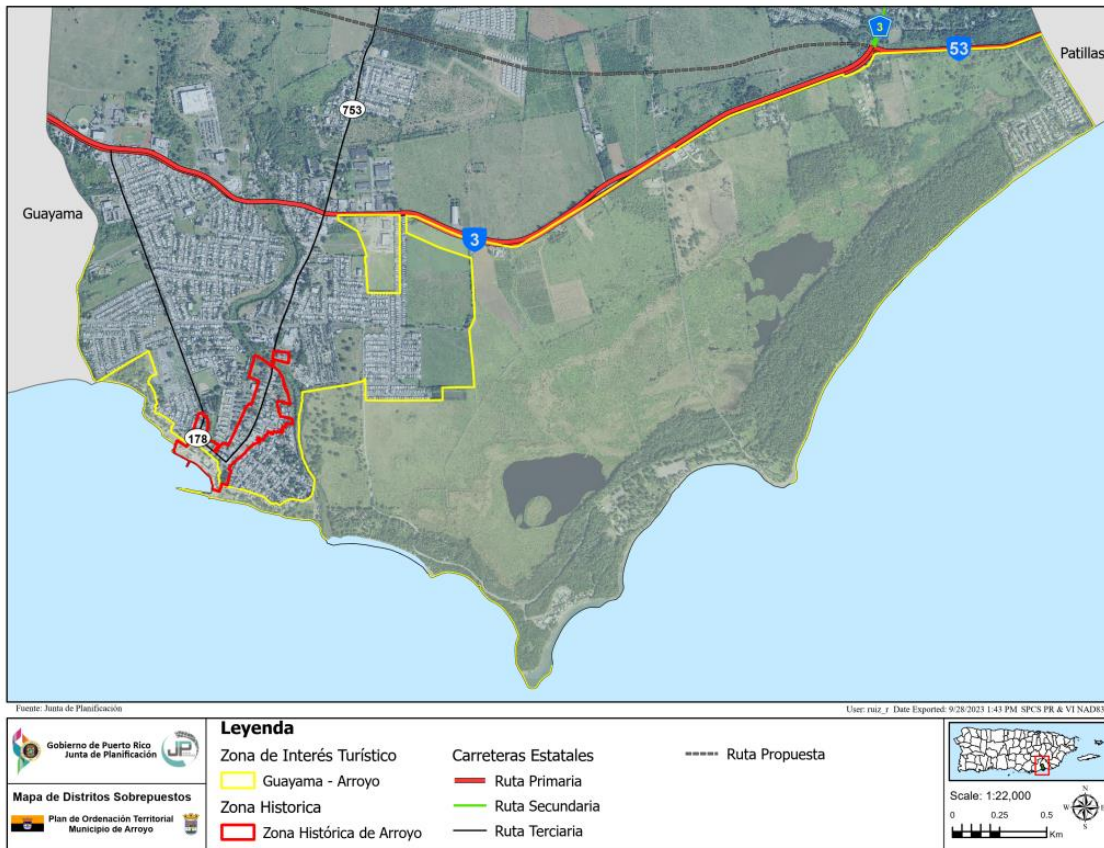 3
53
Patillas
753
Guayama
3
178
Fuente: Junta de Planificación
User: ruiz_r Date Exported: 9/28/2023 1:43 PM SPCS PR & VI NAD83
Gobierno de Puerto Rico
Junta de Planificación
JP
Mapa de Distritos Sobrepuestos
Plan de Ordenación Territorial
Municipio de Arroyo
Leyenda
Zona de Interés Turístico
Guayama - Arroyo
Zona Historica
Zona Histórica de Arroyo
Carreteras Estatales
Ruta Primaria
Ruta Secundaria
Ruta Terciaria
Ruta Propuesta
Scale: 1:22,000
0 0.25 0.5
Km
N
W E
S